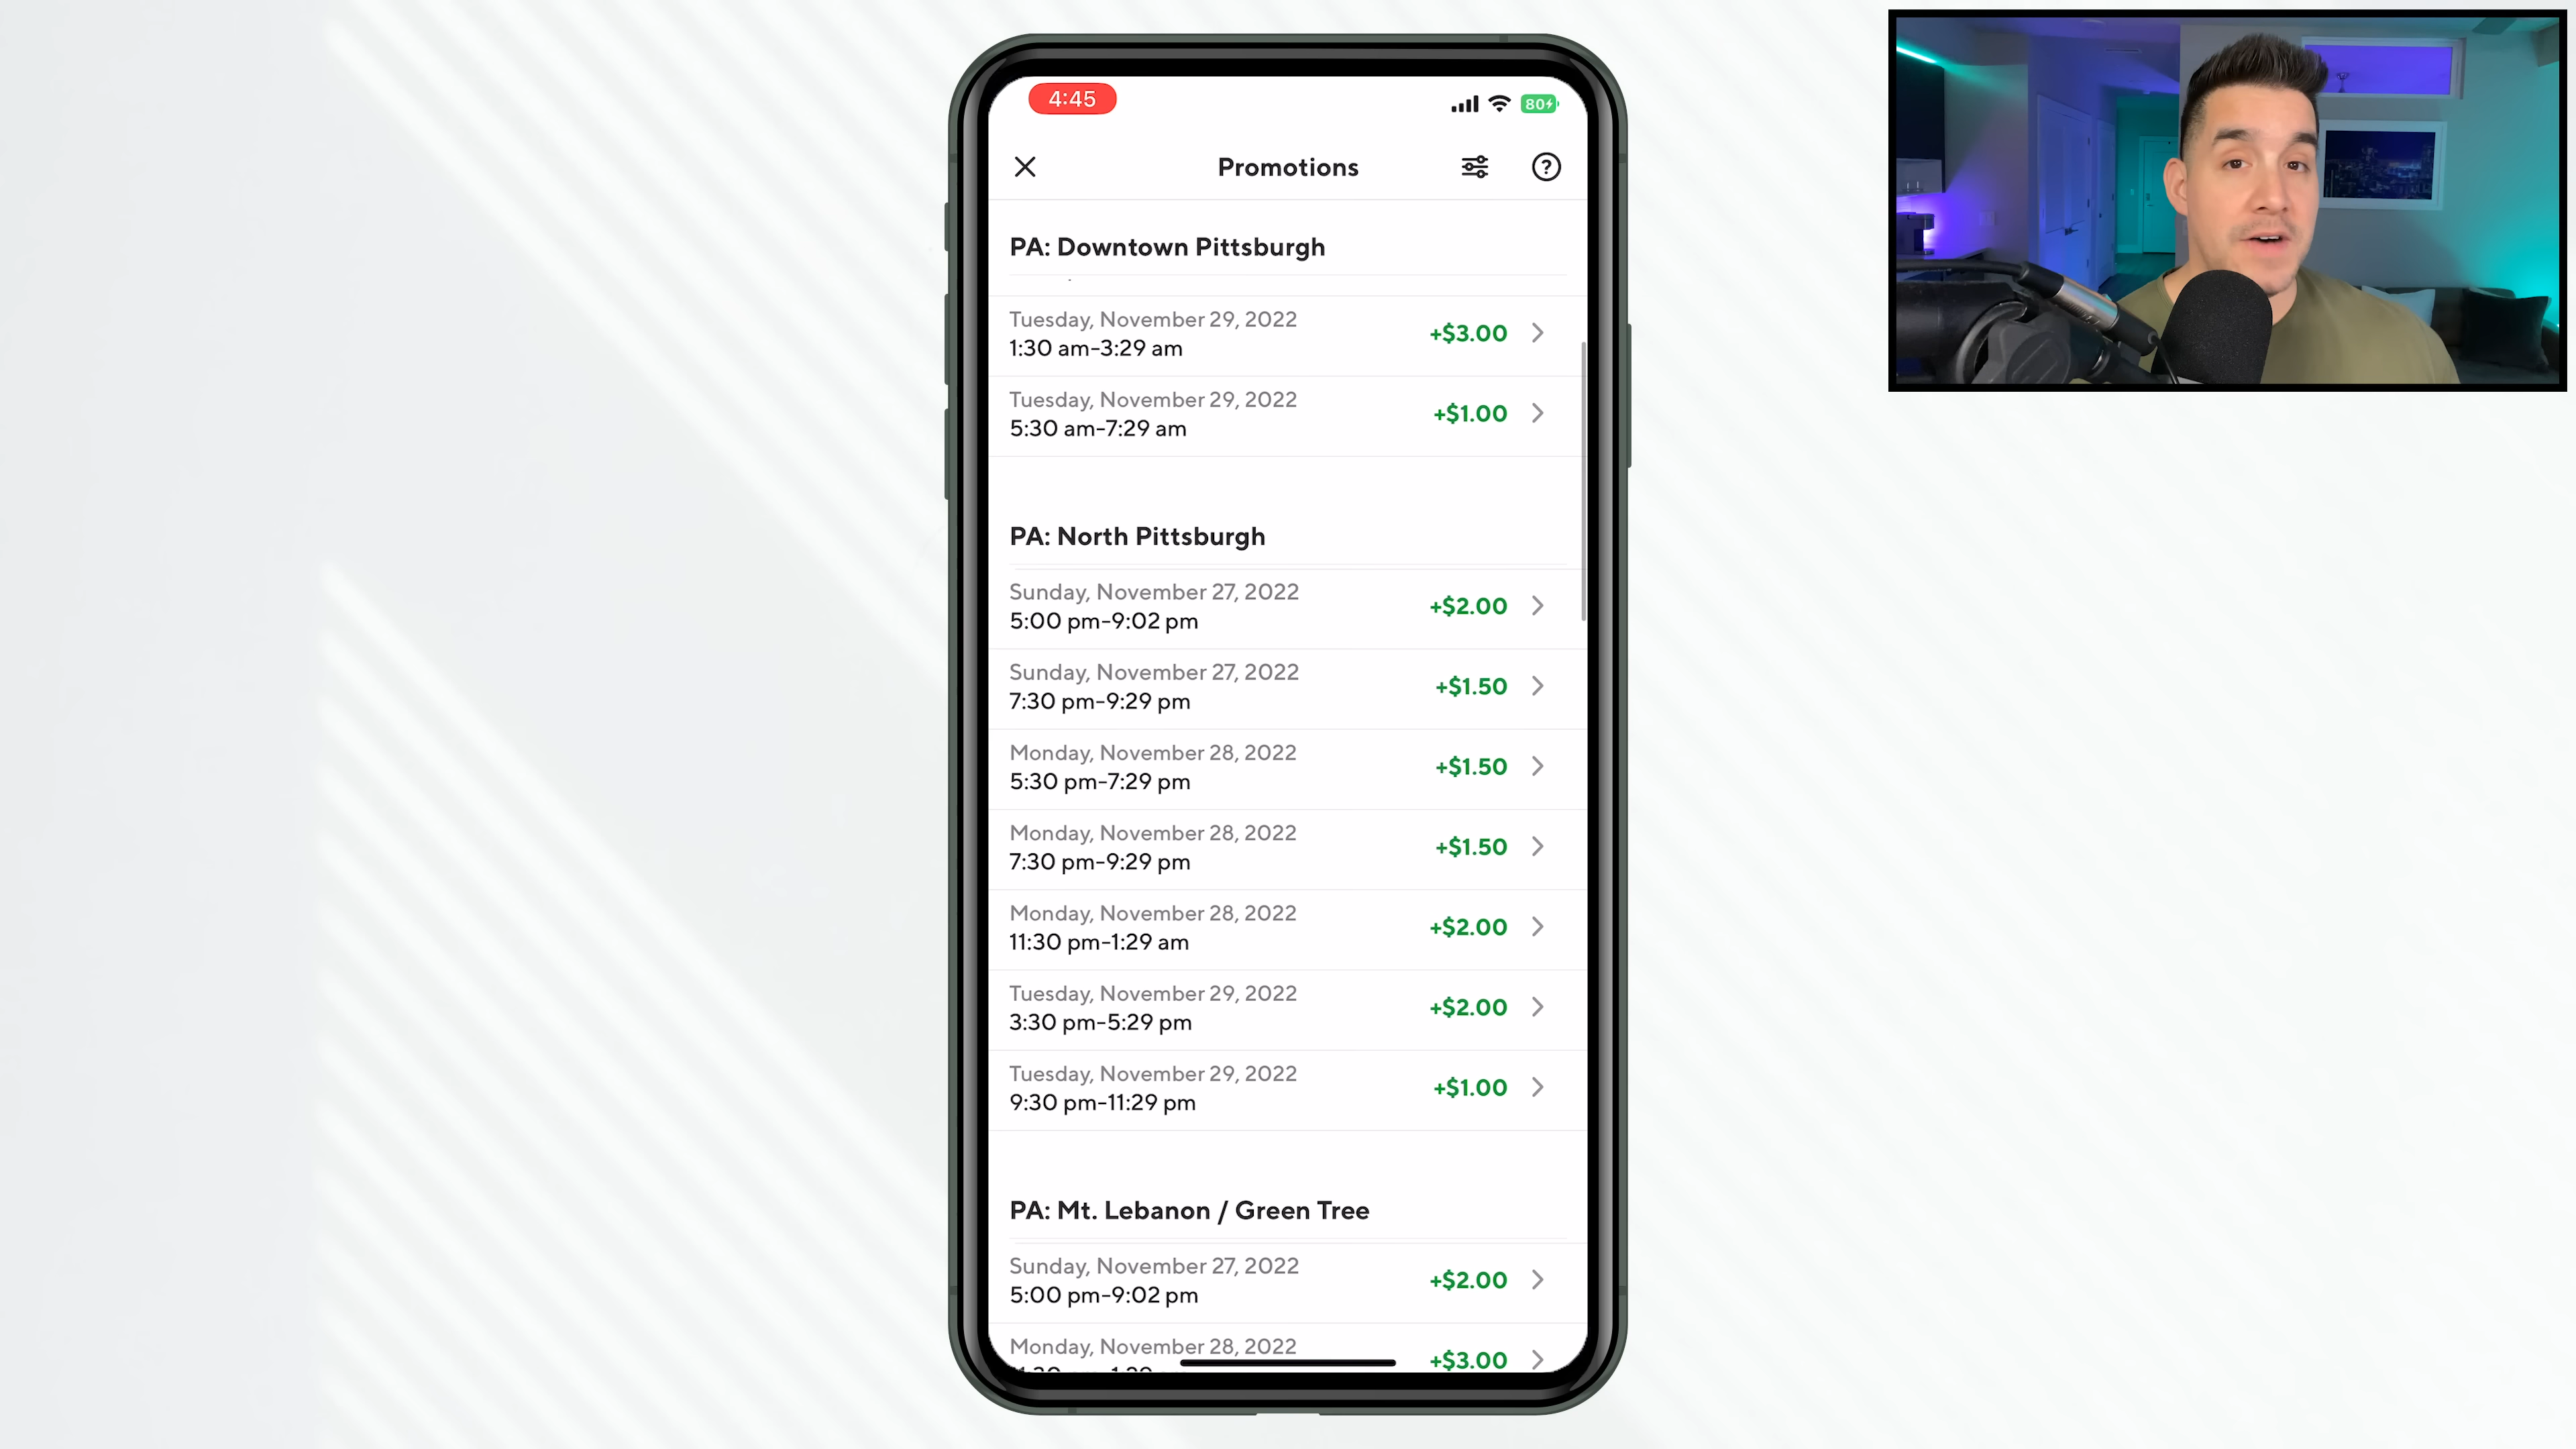 4:45
80
Promotions
PA: Downtown Pittsburgh
Tuesday, November 29, 2022
1:30 am-3:29 am
+$3.00
Tuesday, November 29, 2022
5:30 am-7:29 am
+$1.00
PA: North Pittsburgh
Sunday, November 27, 2022
5:00 pm-9:02 pm
+$2.00
Sunday, November 27, 2022
7:30 pm-9:29 pm
+$1.50
Monday, November 28, 2022
5:30 pm-7:29 pm
+$1.50
Monday, November 28, 2022
7:30 pm-9:29 pm
+$1.50
Monday, November 28, 2022
11:30 pm-1:29 am
+$2.00
Tuesday, November 29, 2022
3:30 pm-5:29 pm
+$2.00
Tuesday, November 29, 2022
9:30 pm-11:29 pm
+$1.00
PA: Mt. Lebanon / Green Tree
Sunday, November 27, 2022
5:00 pm-9:02 pm
+$2.00
Monday, November 28, 2022
+$3.00